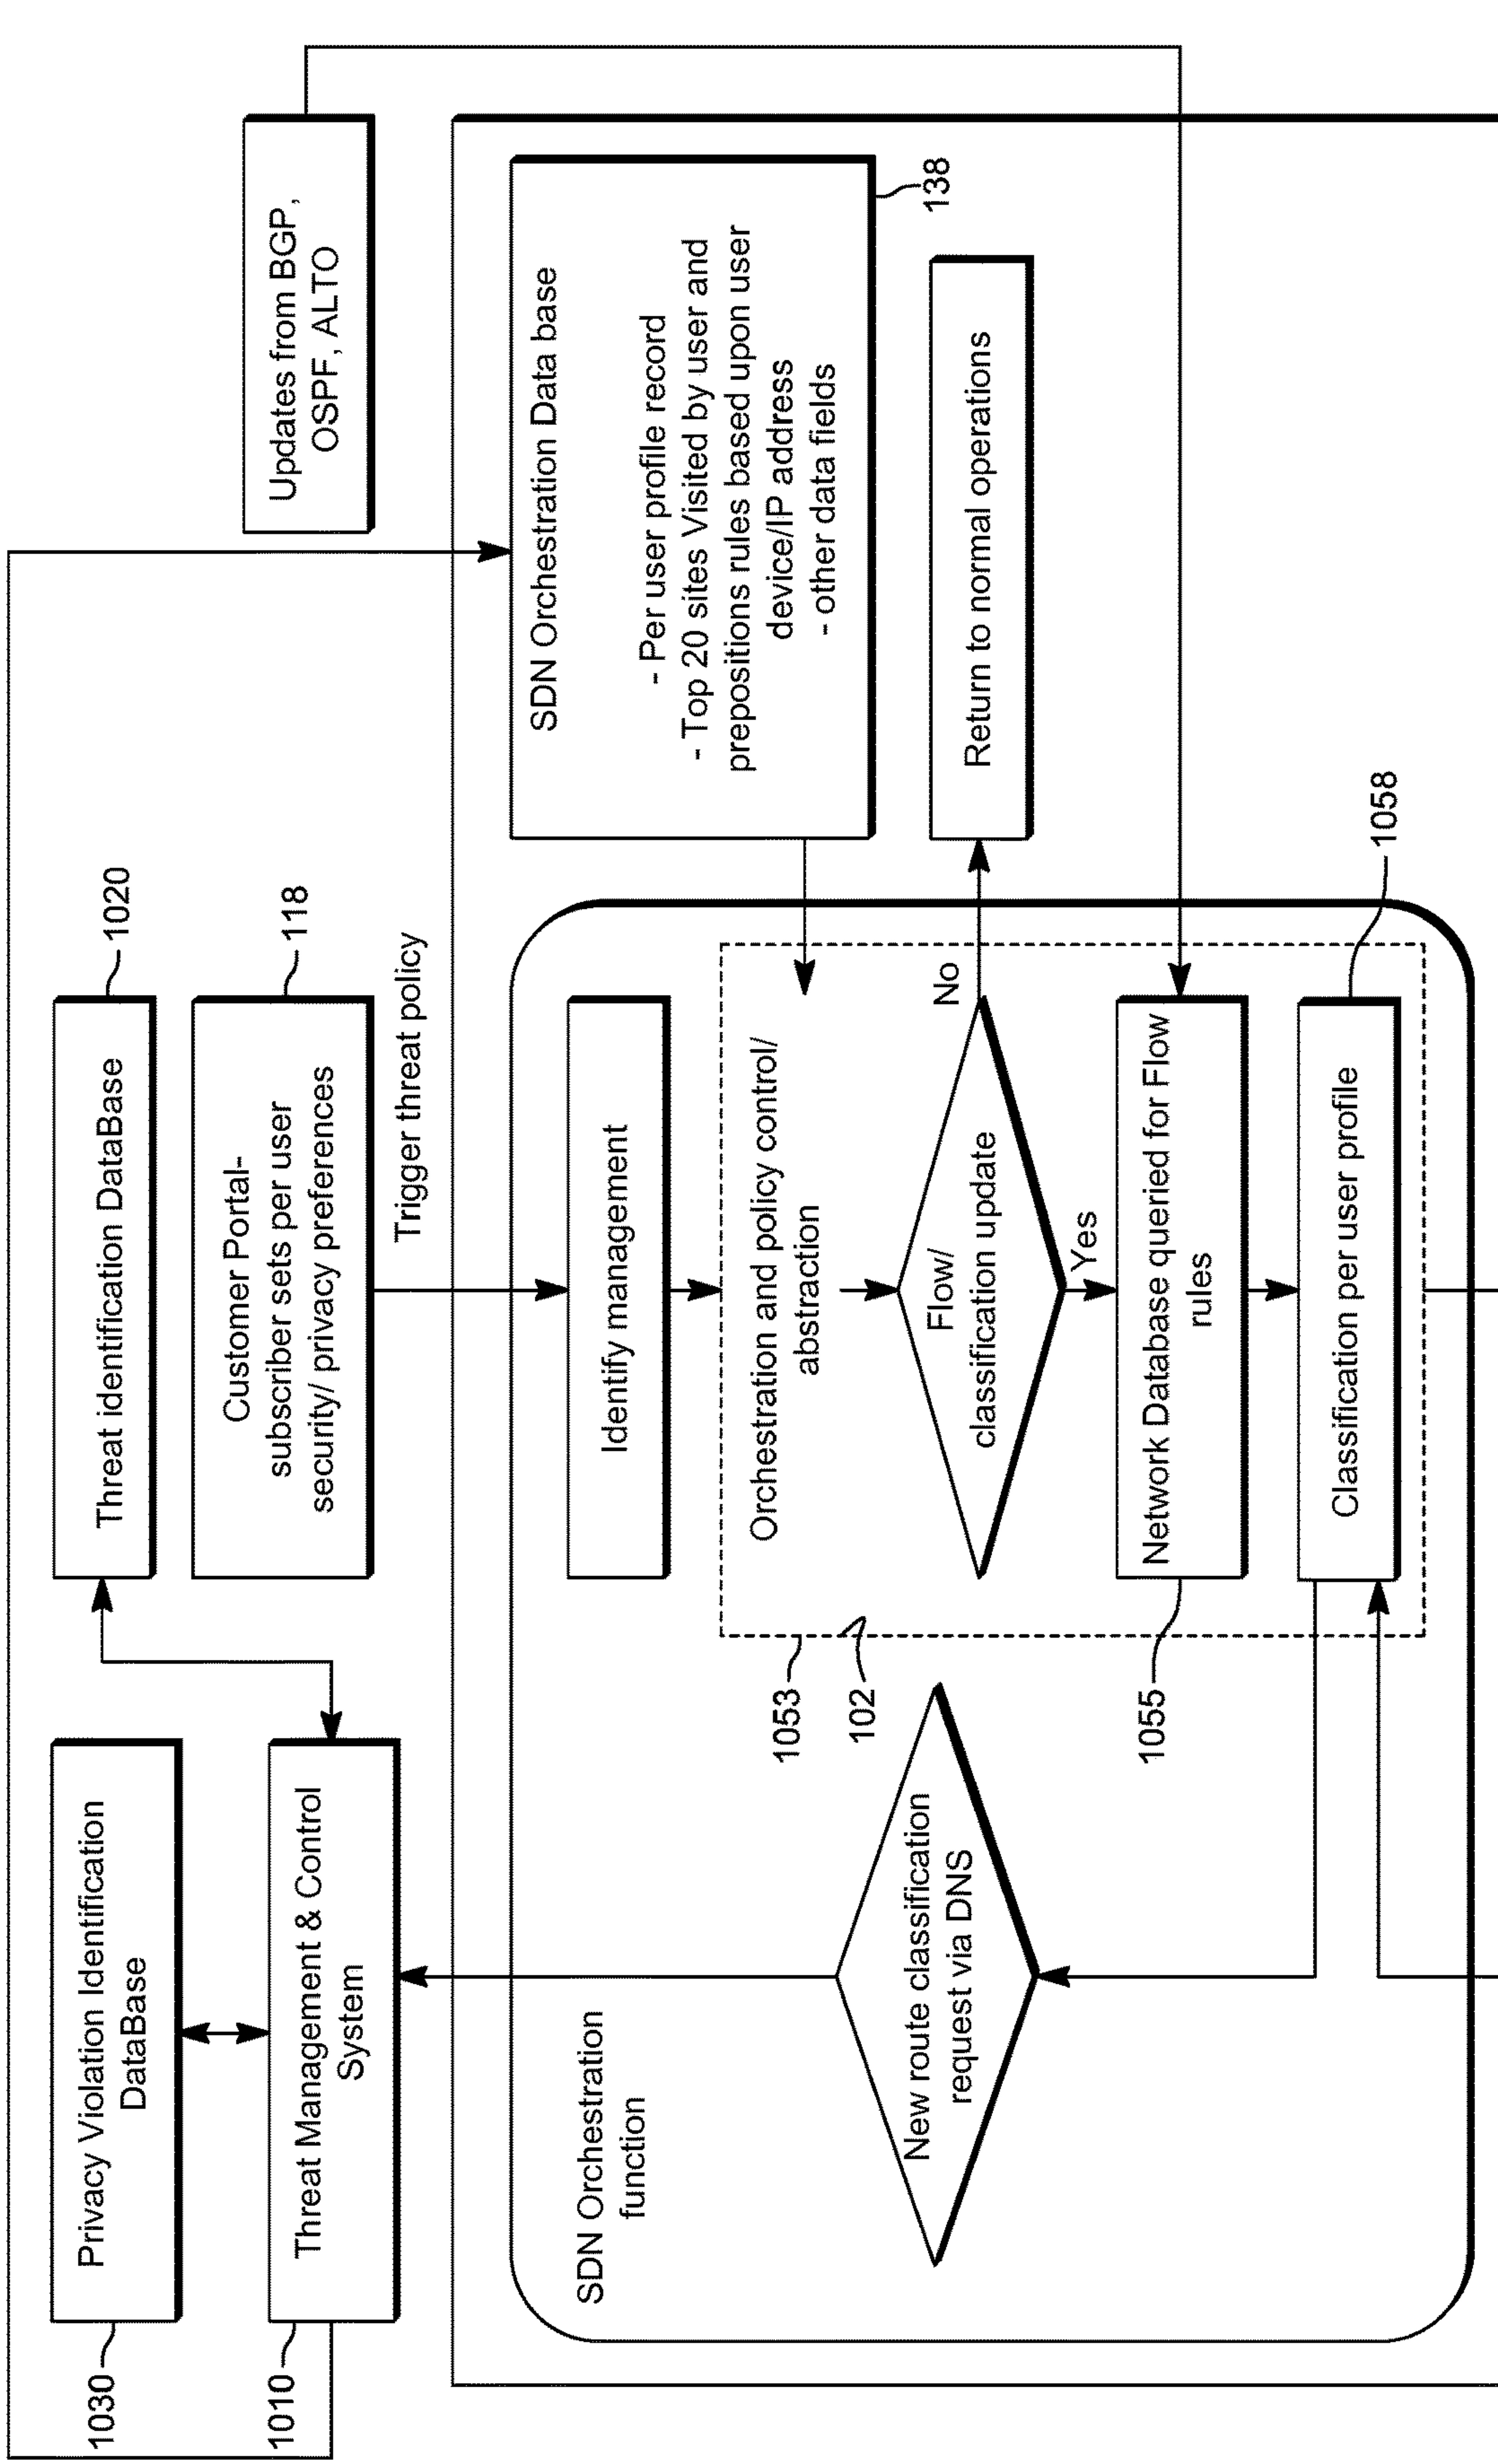 1030
Privacy Violation Identification
DataBase
1010
Threat Management & Control
System
Threat identification DataBase
1020
Customer Portal-
subscriber sets per user
security/ privacy preferences
118
Trigger threat policy
Updates from BGP,
OSPF, ALTO
SDN Orchestration
function
Identify management
SDN Orchestration Data base
- Per user profile record
- Top 20 sites Visited by user and
prepositions rules based upon user
device/IP address
- other data fields
138
1053
102
Orchestration and policy control/
abstraction
New route classification
request via DNS
Flow/
classification update
No
Return to normal operations
Yes
1055
Network Database queried for Flow
rules
Classification per user profile
1058